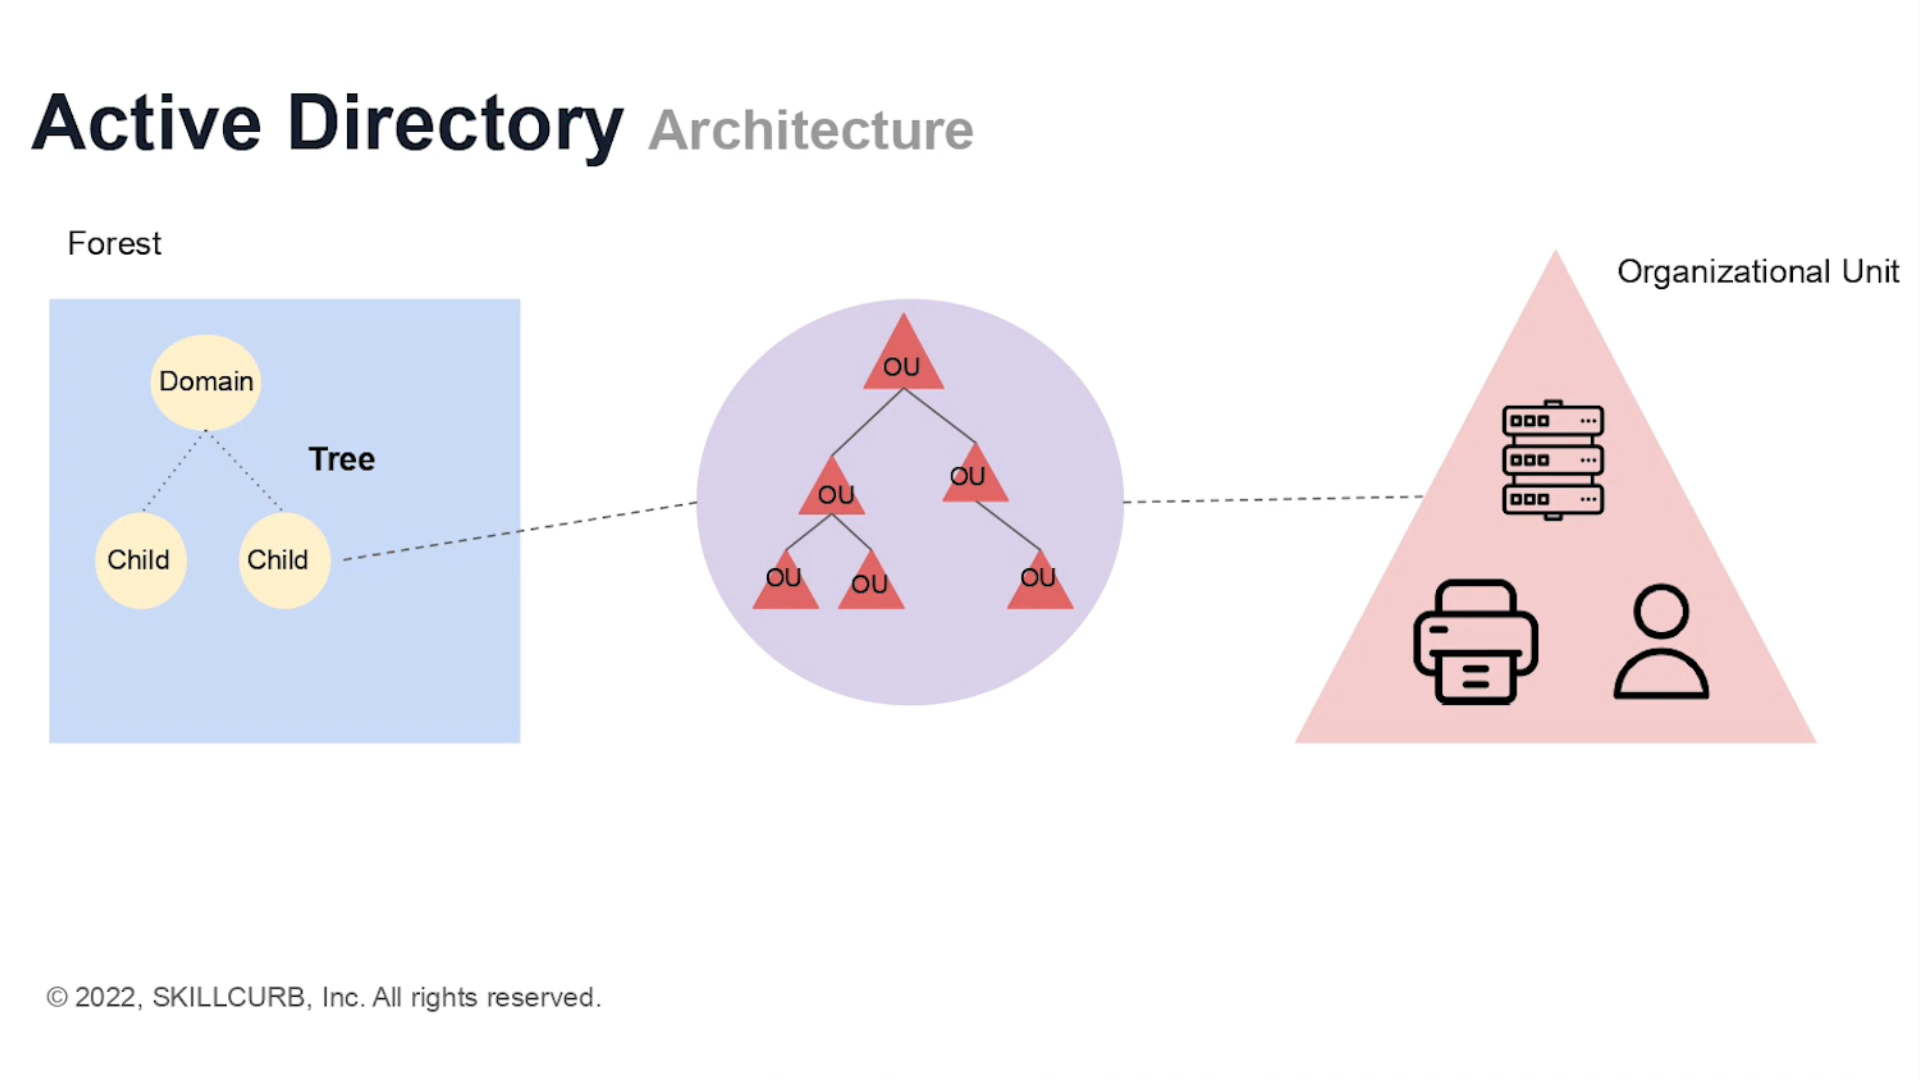 Active Directory Architecture
Forest
Organizational Unit
Domain
Tree
Child Child
OU
OU
OU
OU
OU
OU
© 2022, SKILLCURB, Inc. All rights reserved.